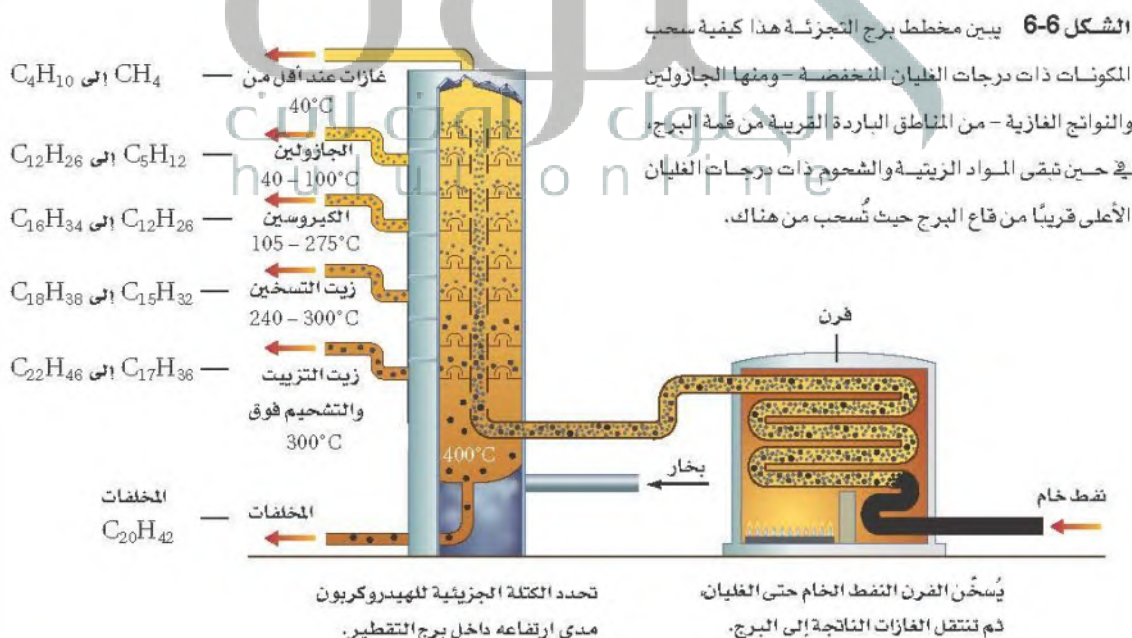 الشكل 6-6 يبين مخطط برج التجزئة هذا كيفية سحب
المكونات ذات درجات الغليان المنخفضة – ومنها الجازولين
والنواتج الغازية – من المناطق الباردة القريبة من قمة البرج،
في حين تبقى المواد الزيتية والشحوم ذات درجات الغليان
الأعلى قريبًا من قاع البرج حيث تُسحب من هناك.
الحلول اون لاين
hulul online
CH₄ إلى C₄H₁₀
غازات عند أقل من
40°C
C₅H₁₂ إلى C₁₂H₂₆
الجازولين
40 – 100°C
C₁₂H₂₆ إلى C₁₆H₃₄
الكيروسين
105 – 275°C
C₁₅H₃₂ إلى C₁₈H₃₈
زيت التسخين
240 – 300°C
C₁₇H₃₆ إلى C₂₂H₄₆
زيت التزييت
والتشحيم فوق
300°C
400°C
المخلفات
المخلفات
C₂₀H₄₂
فرن
بخار
نفط خام
يُسخَّن الفرن النفط الخام حتى الغليان،
ثم تنتقل الغازات الناتجة إلى البرج.
تحدد الكتلة الجزيئية للهيدروكربون
مدى ارتفاعه داخل برج التقطير.